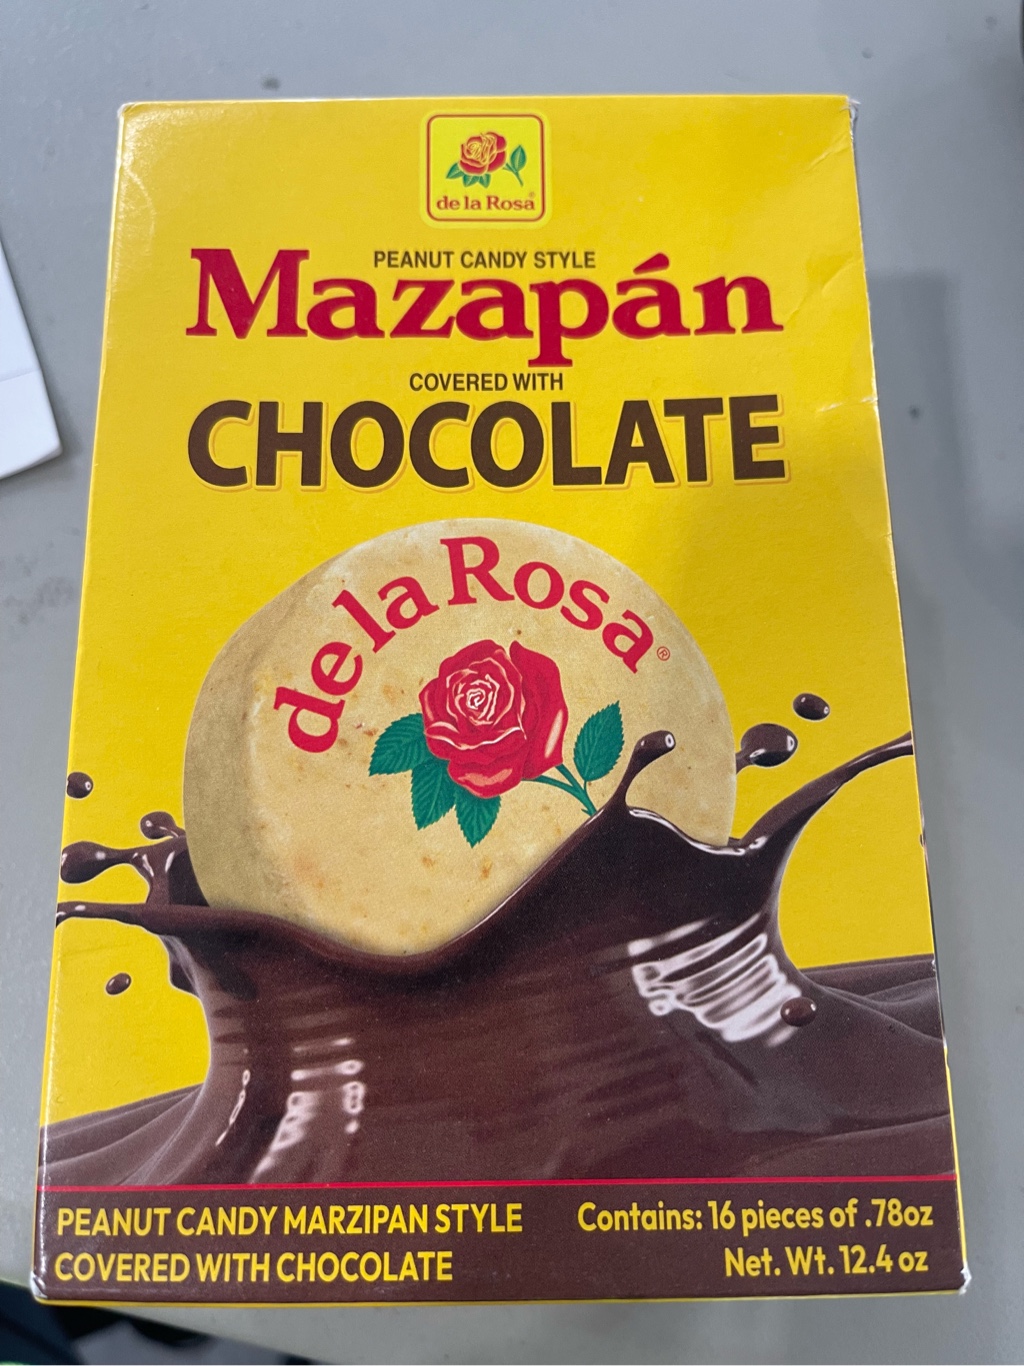 de la Rosa®
PEANUT CANDY STYLE
Mazapán
COVERED WITH
CHOCOLATE
de la Rosa®
PEANUT CANDY MARZIPAN STYLE
COVERED WITH CHOCOLATE
Contains: 16 pieces of .78oz
Net. Wt. 12.4 oz